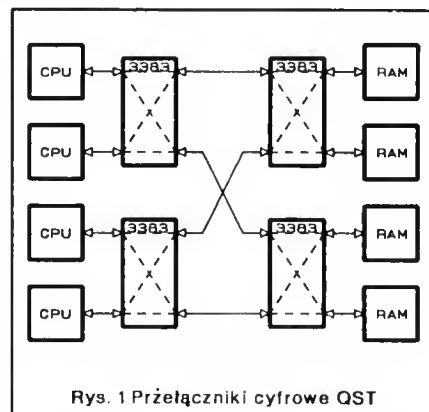 CPU 3383 3383 RAM
CPU RAM
CPU 3383 3383 RAM
CPU RAM
Rys. 1 Przełączniki cyfrowe QST